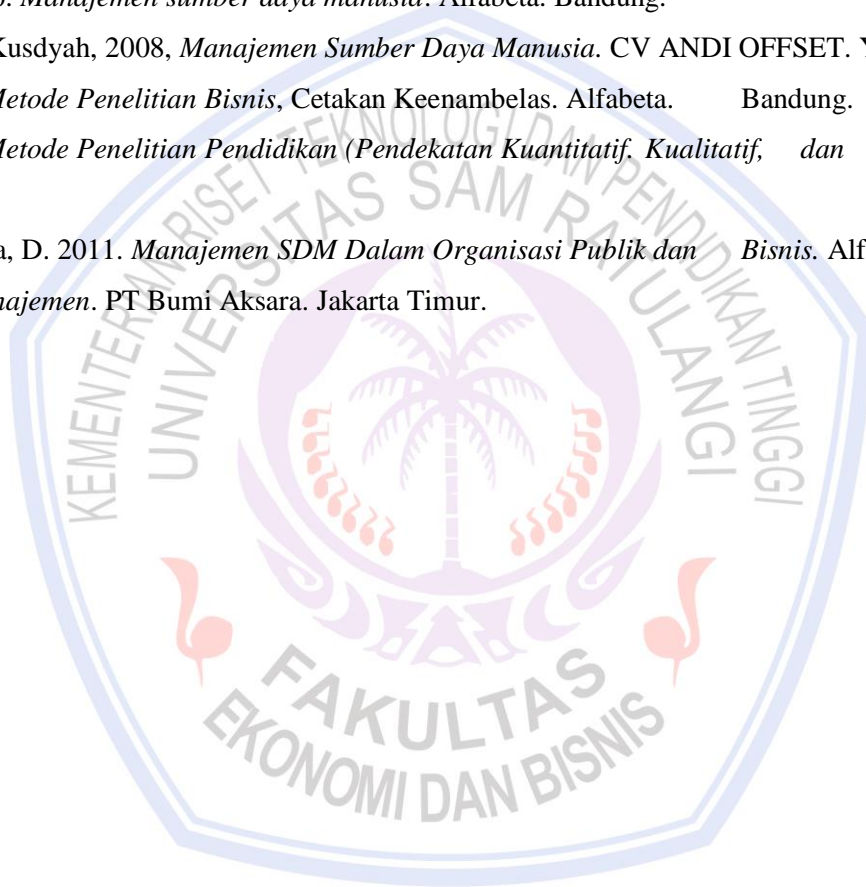 Manajemen sumber daya manusia. Alfabeta. Bandung.
Kusdyah, 2008, Manajemen Sumber Daya Manusia. CV ANDI OFFSET.
Metode Penelitian Bisnis, Cetakan Keenambelas. Alfabeta. Bandung.
Metode Penelitian Pendidikan (Pendekatan Kuantitatif. Kualitatif, dan
a, D. 2011. Manajemen SDM Dalam Organisasi Publik dan Bisnis. Alf
najemen. PT Bumi Aksara. Jakarta Timur.
KEMENTERIAN RISET TEKNOLOGI DAN PENDIDIKAN TINGGI
UNIVERSITAS SAM RATULANGI
FAKULTAS
EKONOMI DAN BISNIS